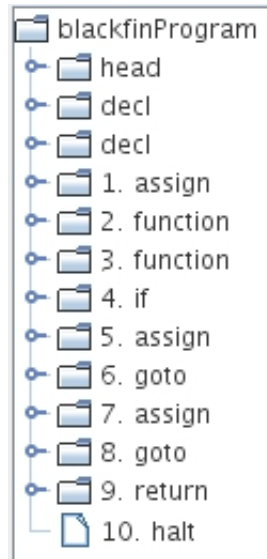 blackfinProgram
head
decl
decl
1. assign
2. function
3. function
4. if
5. assign
6. goto
7. assign
8. goto
9. return
10. halt